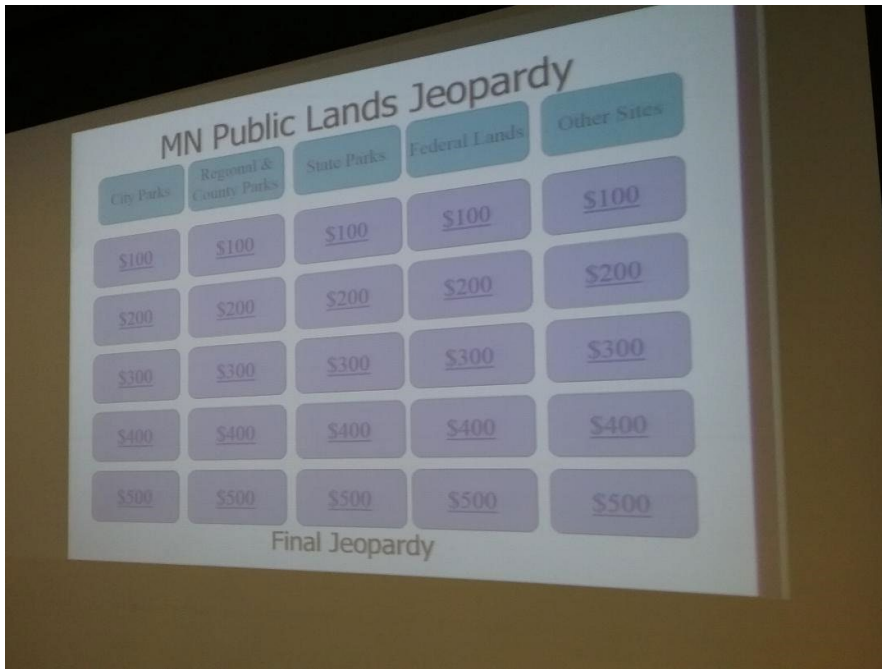 MN Public Lands Jeopardy
City Parks
Regional &
County Parks
State Parks
Federal Lands
Other Sites
$100 $100 $100 $100 $100
$200 $200 $200 $200 $200
$300 $300 $300 $300 $300
$400 $400 $400 $400 $400
$500 $500 $500 $500 $500
Final Jeopardy